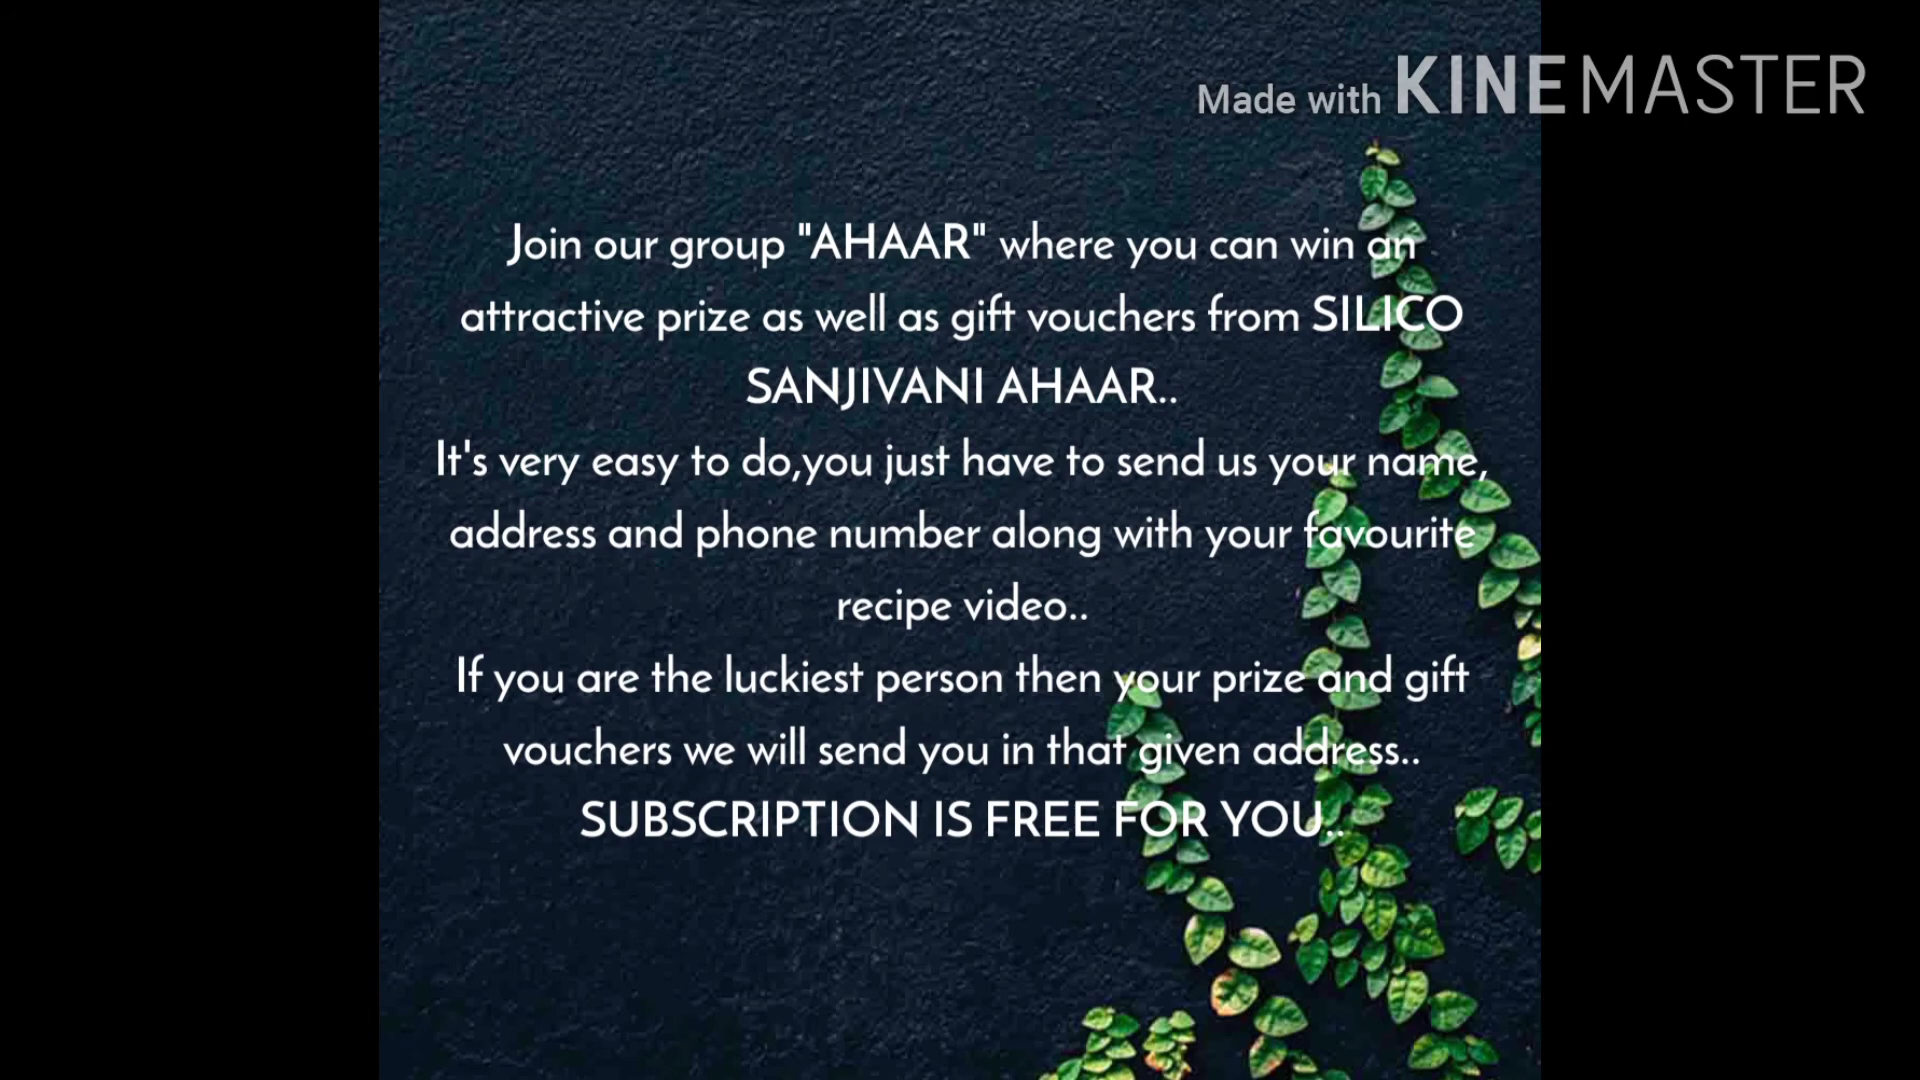 Made with KINEMASTER
Join our group "AHAAR" where you can win an
attractive prize as well as gift vouchers from SILICO
SANJIVANI AHAAR..
It's very easy to do,you just have to send us your name,
address and phone number along with your favourite
recipe video..
If you are the luckiest person then your prize and gift
vouchers we will send you in that given address..
SUBSCRIPTION IS FREE FOR YOU..